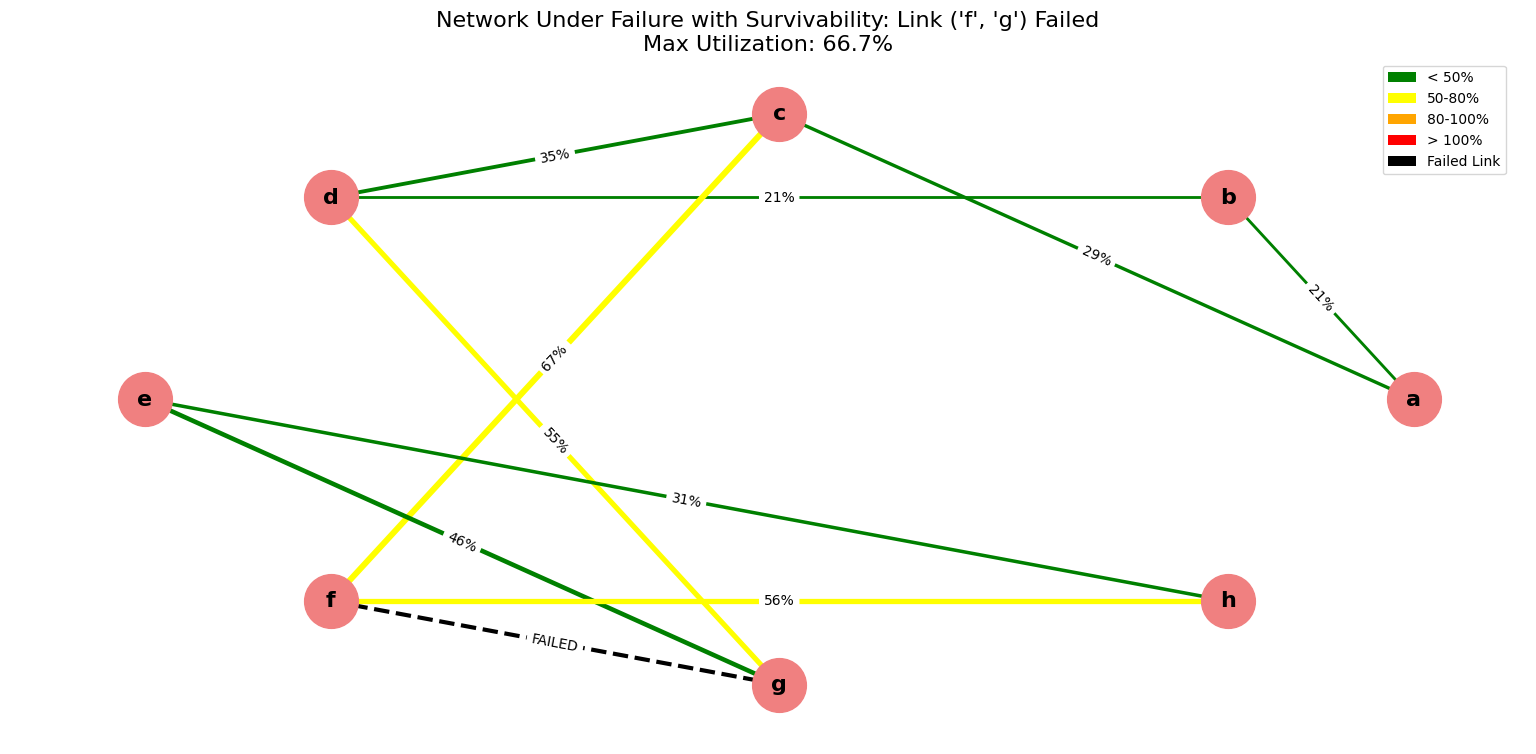 Network Under Failure with Survivability: Link ('f', 'g') Failed
Max Utilization: 66.7%
< 50%
50-80%
80-100%
> 100%
Failed Link
c
35%
d
21%
b
29%
21%
67%
e
a
55%
31%
46%
f
56%
h
FAILED
g